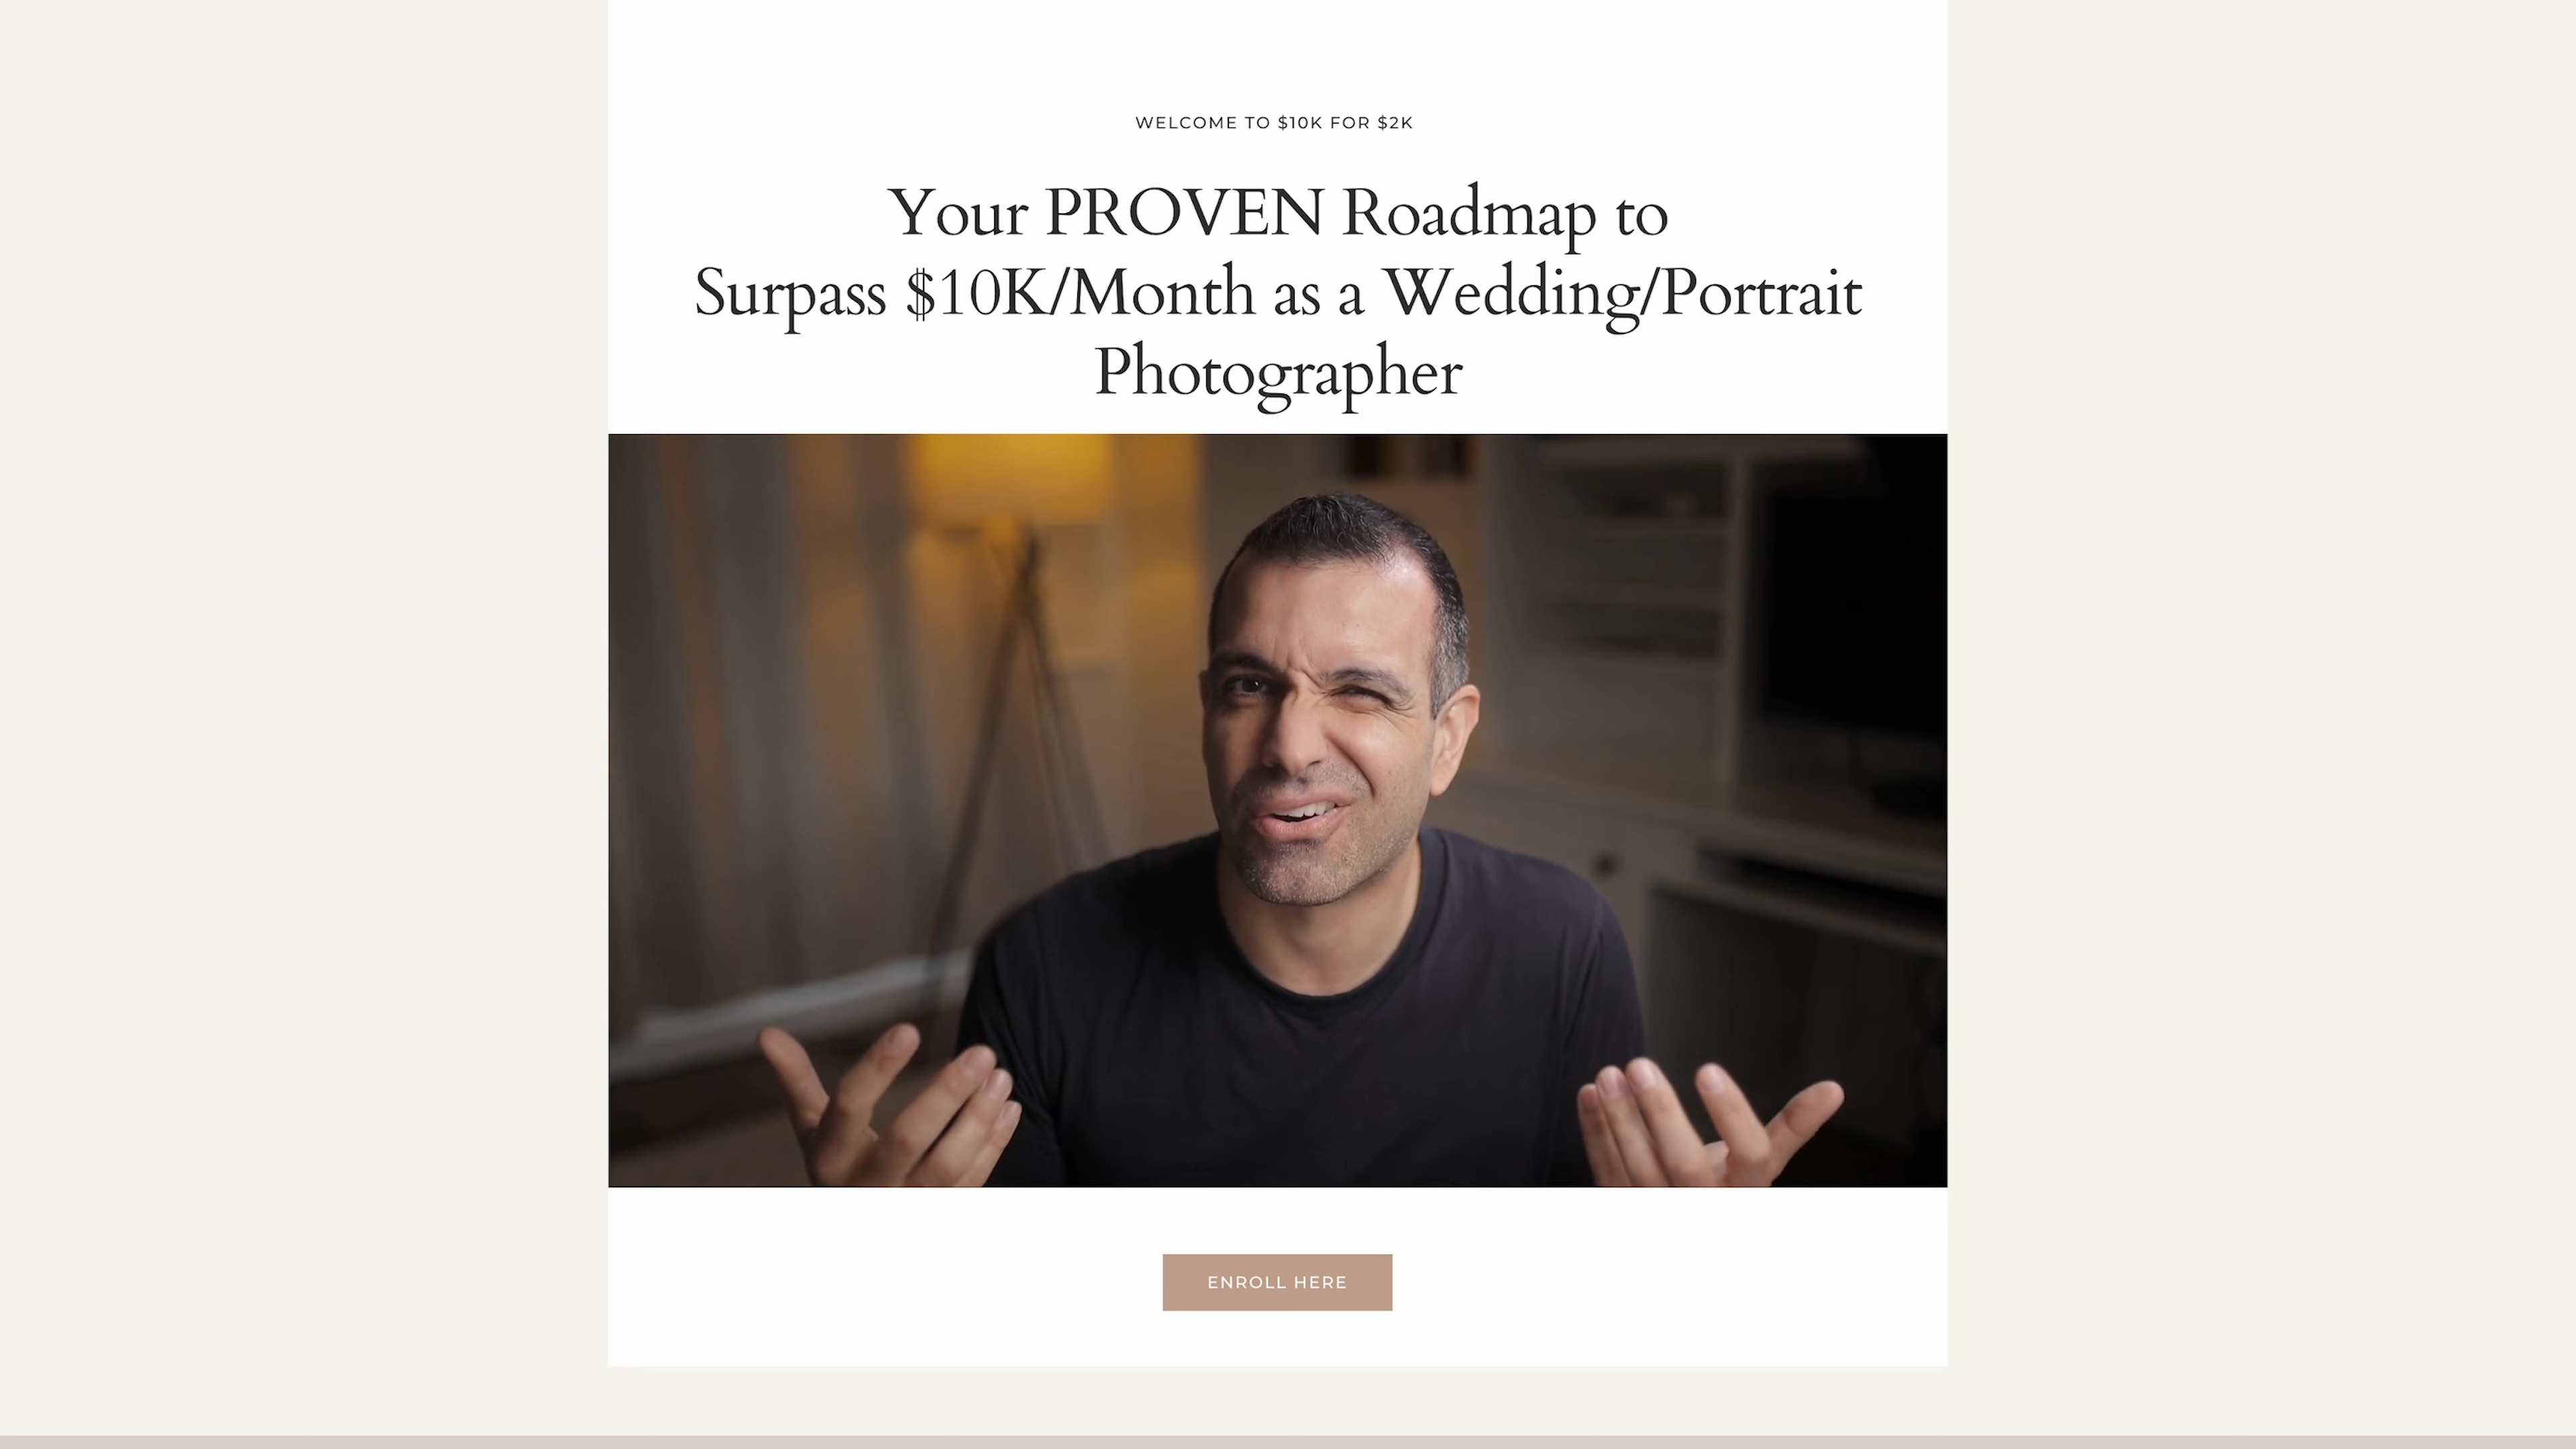 WELCOME TO $10K FOR $2K
Your PROVEN Roadmap to
Surpass $10K/Month as a Wedding/Portrait
Photographer
ENROLL HERE